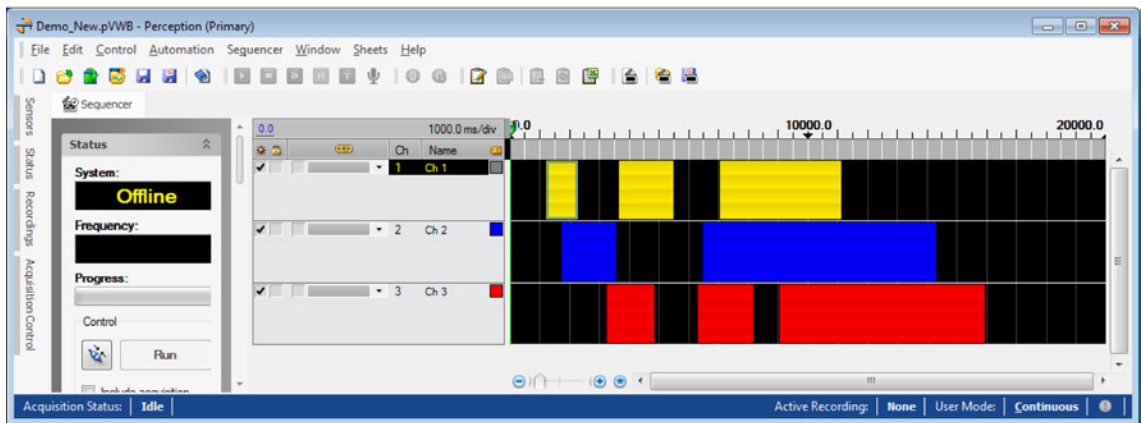 Demo_New.pVWB - Perception (Primary)
File Edit Control Automation Sequencer Window Sheets Help
Sensors
Status
Recordings
Acquisition Control
Sequencer
Status
System:
Offline
Frequency:
Progress:
Control
Run
Include acquisition
0.0 1000.0 ms/div 0.0 10000.0 20000.0
Ch Name
1 Ch 1
2 Ch 2
3 Ch 3
Acquisition Status: Idle Active Recording: None User Mode: Continuous